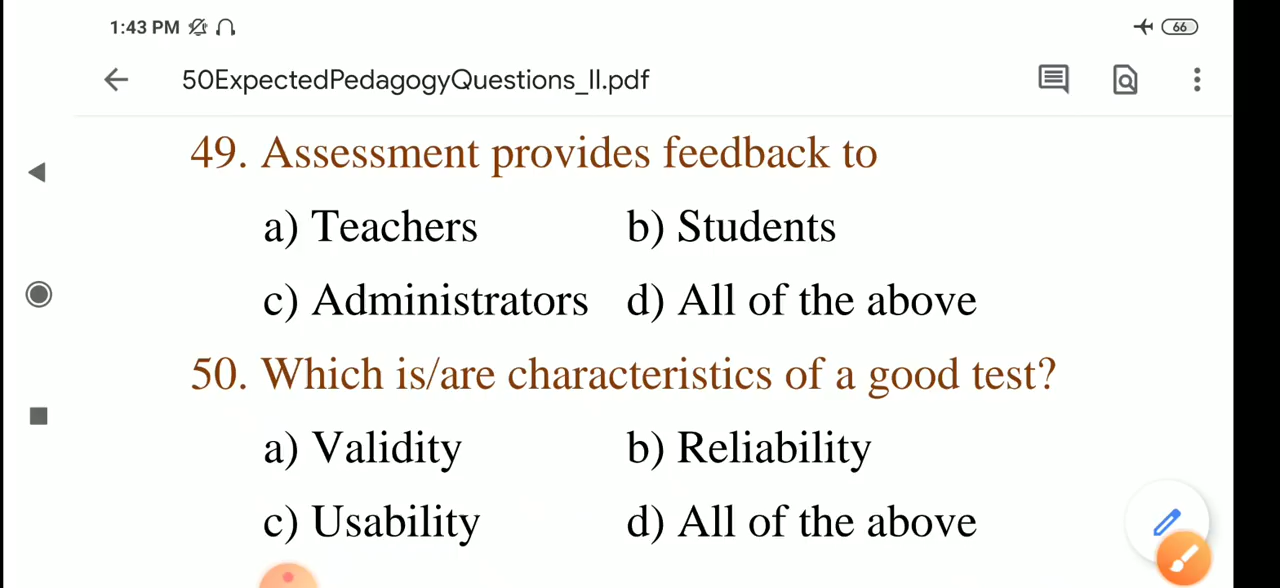 1:43 PM 66
50ExpectedPedagogyQuestions_II.pdf
49. Assessment provides feedback to
a) Teachers b) Students
c) Administrators d) All of the above
50. Which is/are characteristics of a good test?
a) Validity b) Reliability
c) Usability d) All of the above